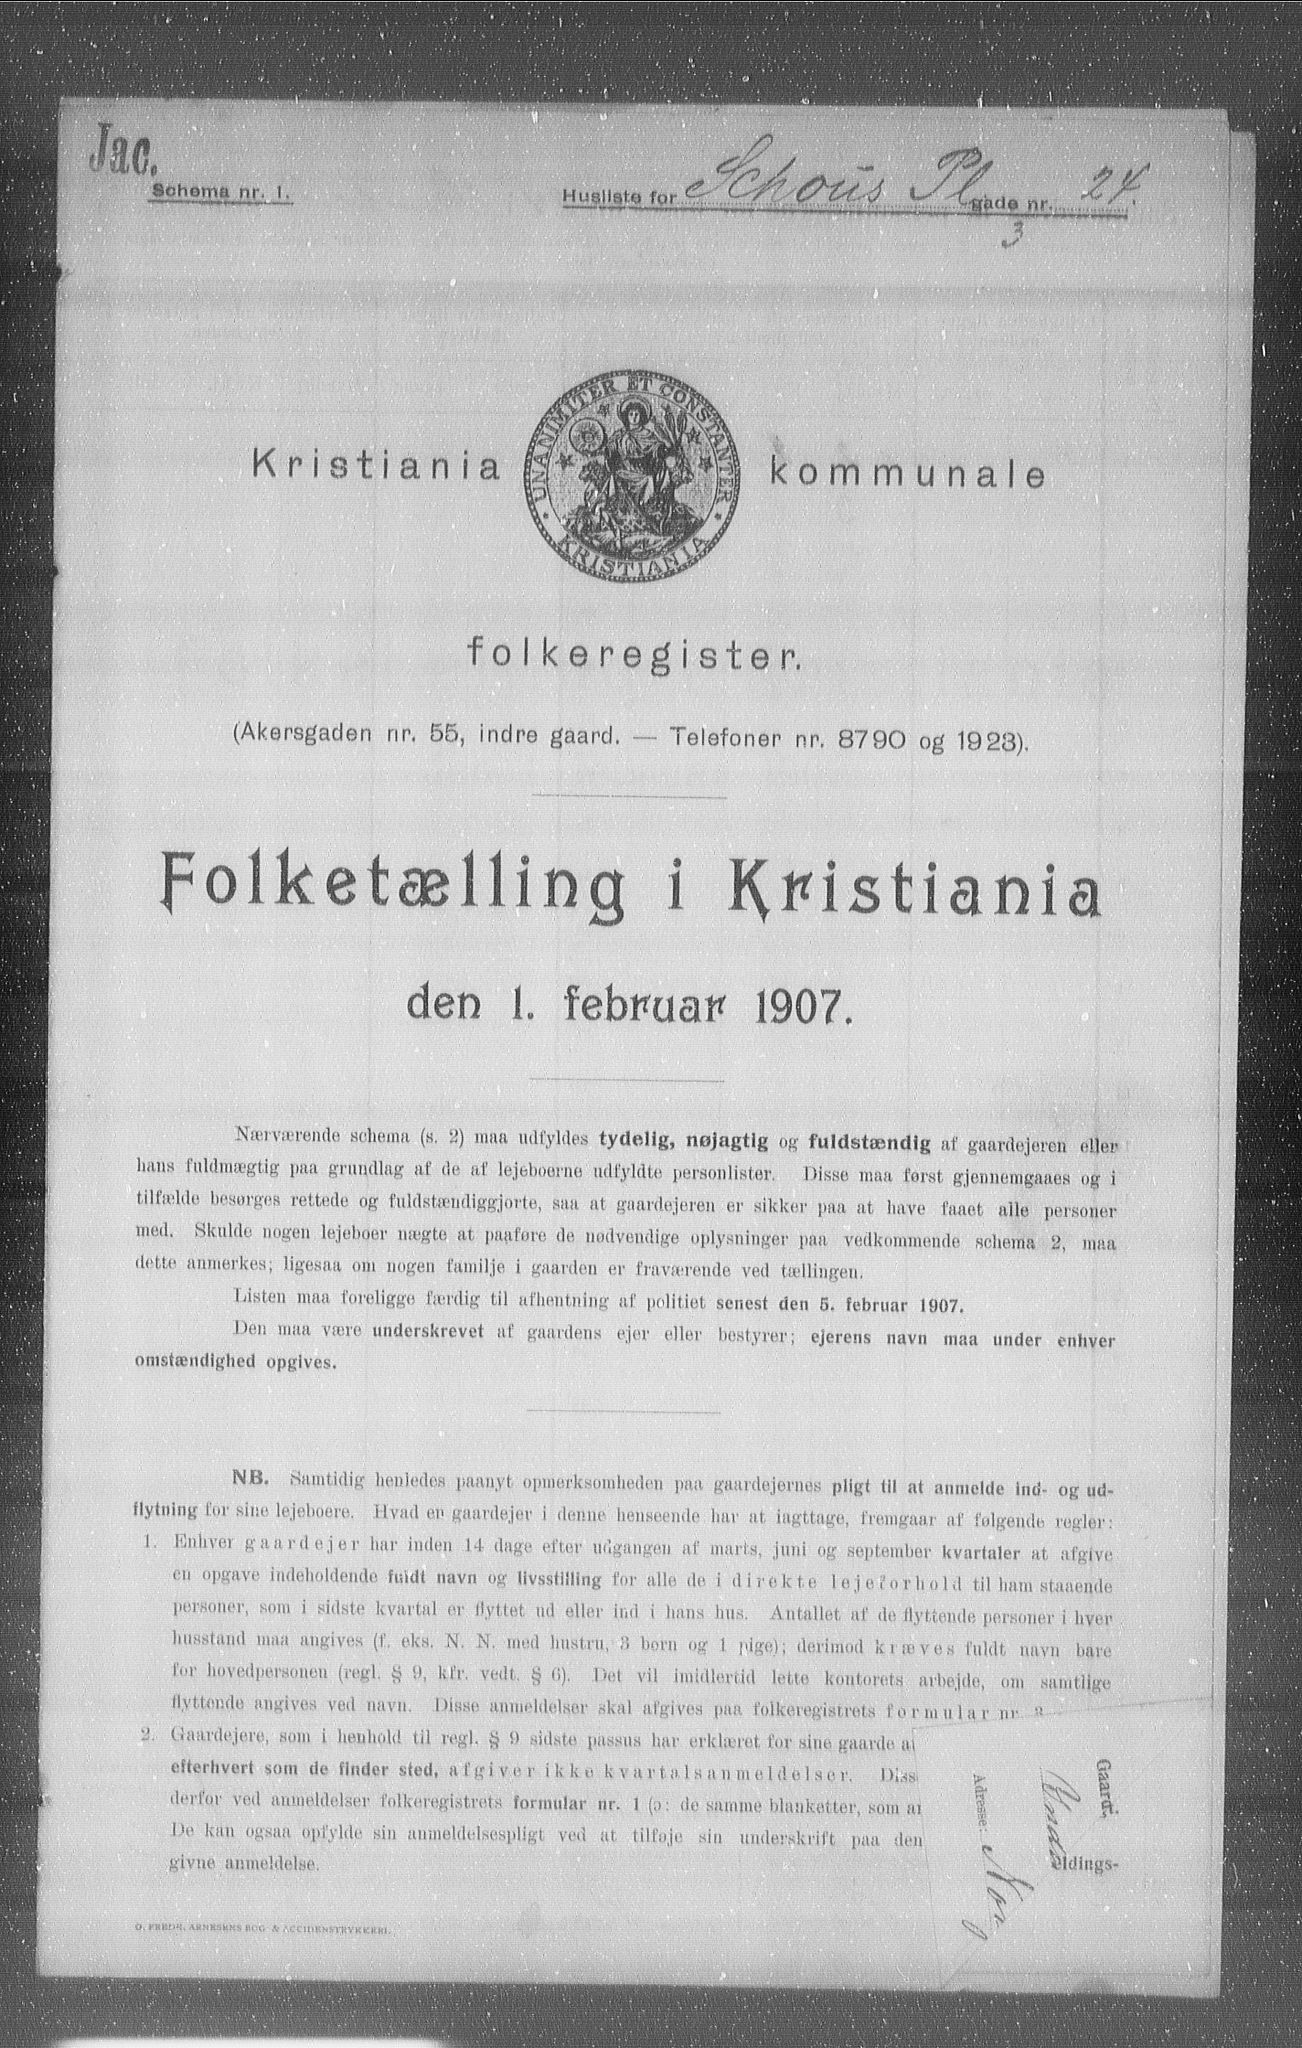 Jac.
Schema nr. 1.
Husliste for Schous Pl. gade nr. 24.
3
UNANIMITER ET CONSTANTER
KRISTIANIA
Kristiania kommunale
folkeregister.
(Akersgaden nr. 55, indre gaard. — Telefoner nr. 8790 og 1923).
Folketælling i Kristiania
den 1. februar 1907.
Nærværende schema (s. 2) maa udfyldes tydelig, nøjagtig og fuldstændig af gaardejeren eller
hans fuldmægtig paa grundlag af de af lejeboerne udfyldte personlister. Disse maa først gjennemgaaes og i
tilfælde besørges rettede og fuldstændiggjorte, saa at gaardejeren er sikker paa at have faaet alle personer
med. Skulde nogen lejeboer nægte at paaføre de nødvendige oplysninger paa vedkommende schema 2, maa
dette anmerkes; ligesaa om nogen familje i gaarden er fraværende ved tællingen.
Listen maa foreligge færdig til afhentning af politiet senest den 5. februar 1907.
Den maa være underskrevet af gaardens ejer eller bestyrer; ejerens navn maa under enhver
omstændighed opgives.
NB. Samtidig henledes paanyt opmerksomheden paa gaardejernes pligt til at anmelde ind- og ud-
flytning for sine lejeboere. Hvad en gaardejer i denne henseende har at iagttage, fremgaar af følgende regler:
1. Enhver gaardejer har inden 14 dage efter udgangen af marts, juni og september kvartaler at afgive
en opgave indeholdende fuldt navn og livsstilling for alle de i direkte lejeforhold til ham staaende
personer, som i sidste kvartal er flyttet ud eller ind i hans hus. Antallet af de flyttende personer i hver
husstand maa angives (f. eks. N. N. med hustru, 3 born og 1 pige); derimod kræves fuldt navn bare
for hovedpersonen (regl. § 9, kfr. vedt. § 6). Det vil imidlertid lette kontorets arbejde, om samtlige
flyttende angives ved navn. Disse anmeldelser skal afgives paa folkeregistrets formular nr.
2. Gaardejere, som i henhold til regl. § 9 sidste passus har erklæret for sine gaarde at
efterhvert som de finder sted, afgiver ikke kvartalsanmeldelser. Diss
derfor ved anmeldelser folkeregistrets formular nr. 1 (ɔ: de samme blanketter, som
De kan ogsaa opfylde sin anmeldelsespligt ved at tilføje sin underskrift paa den
givne anmeldelse.
eldings-
Gaard:
Adresse:
O. FREDR. ARNESENS BOG- & ACCIDENSTRYKKERI.